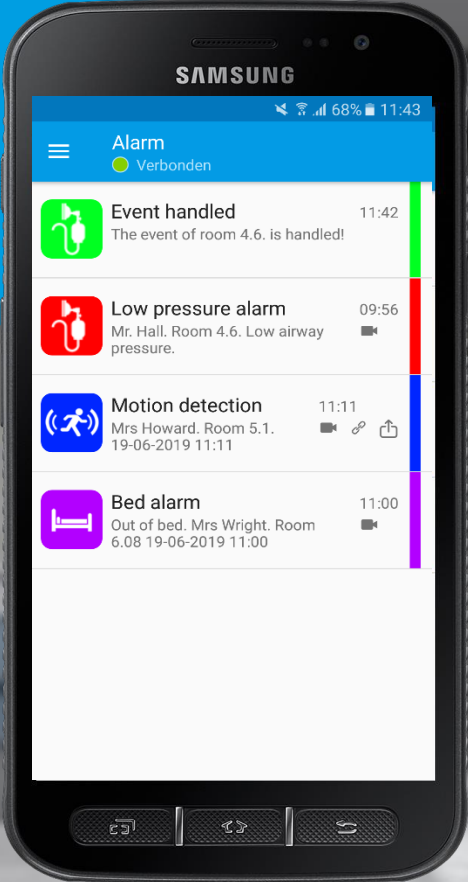 SAMSUNG
68% 11:43
Alarm
Verbonden
Event handled 11:42
The event of room 4.6. is handled!
Low pressure alarm 09:56
Mr. Hall. Room 4.6. Low airway
pressure.
Motion detection 11:11
Mrs Howard. Room 5.1.
19-06-2019 11:11
Bed alarm 11:00
Out of bed. Mrs Wright. Room
6.08 19-06-2019 11:00